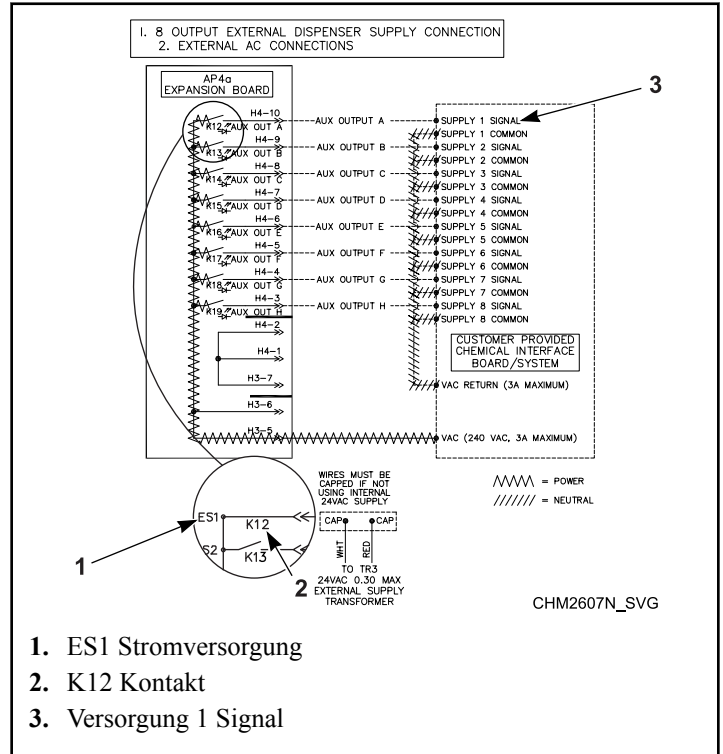 1. 8 OUTPUT EXTERNAL DISPENSER SUPPLY CONNECTION
2. EXTERNAL AC CONNECTIONS
AP4a
EXPANSION BOARD
3
H4-10
K12 AUX OUT A
AUX OUTPUT A
SUPPLY 1 SIGNAL
SUPPLY 1 COMMON
H4-9
K13 AUX OUT B
AUX OUTPUT B
SUPPLY 2 SIGNAL
SUPPLY 2 COMMON
H4-8
K14 AUX OUT C
AUX OUTPUT C
SUPPLY 3 SIGNAL
SUPPLY 3 COMMON
H4-7
K15 AUX OUT D
AUX OUTPUT D
SUPPLY 4 SIGNAL
SUPPLY 4 COMMON
H4-6
K16 AUX OUT E
AUX OUTPUT E
SUPPLY 5 SIGNAL
SUPPLY 5 COMMON
H4-5
K17 AUX OUT F
AUX OUTPUT F
SUPPLY 6 SIGNAL
SUPPLY 6 COMMON
H4-4
K18 AUX OUT G
AUX OUTPUT G
SUPPLY 7 SIGNAL
SUPPLY 7 COMMON
H4-3
K19 AUX OUT H
AUX OUTPUT H
SUPPLY 8 SIGNAL
SUPPLY 8 COMMON
H4-2
H4-1
H3-7
H3-6
H3-5
CUSTOMER PROVIDED
CHEMICAL INTERFACE
BOARD/SYSTEM
VAC RETURN (3A MAXIMUM)
VAC (240 VAC, 3A MAXIMUM)
= POWER
= NEUTRAL
WIRES MUST BE
CAPPED IF NOT
USING INTERNAL
24VAC SUPPLY
CAP CAP
WHT RED
TO TR3
24VAC 0.30 MAX
EXTERNAL SUPPLY
TRANSFORMER
ES1
K12
S2
K13
1
2
CHM2607N_SVG
1. ES1 Stromversorgung
2. K12 Kontakt
3. Versorgung 1 Signal